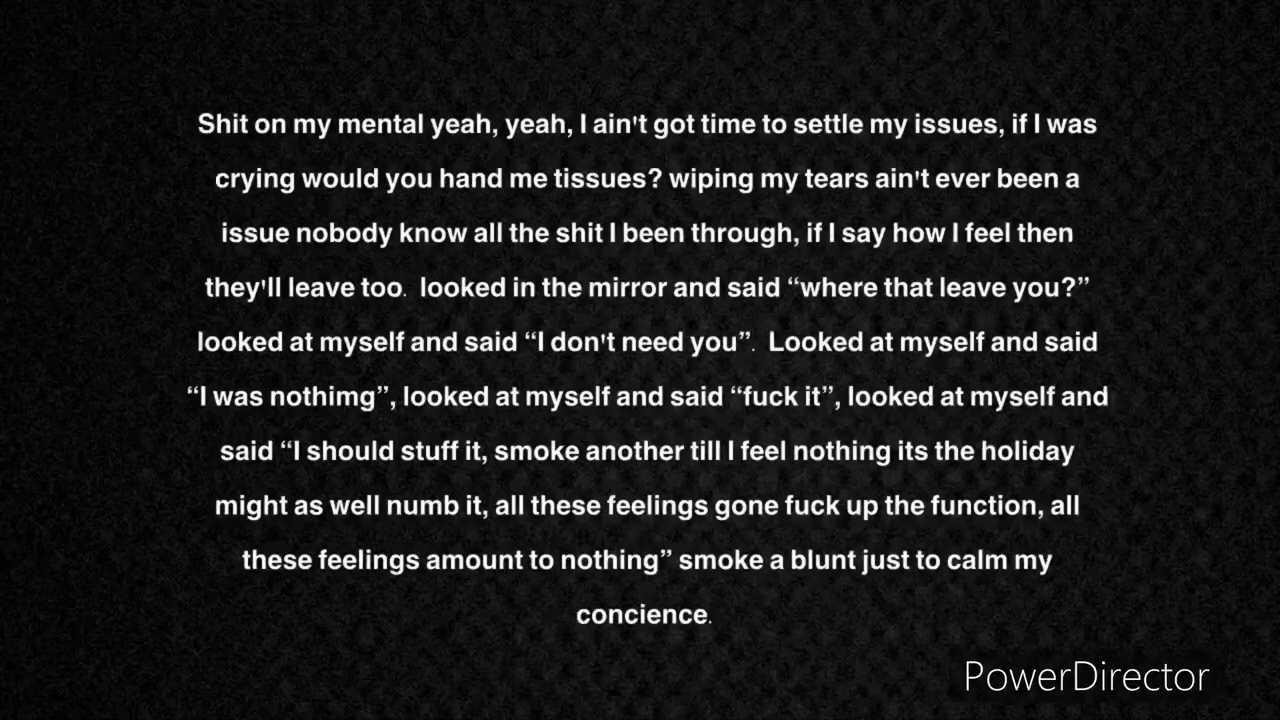 Shit on my mental yeah, yeah, I ain't got time to settle my issues, if I was
crying would you hand me tissues? wiping my tears ain't ever been a
issue nobody know all the shit I been through, if I say how I feel then
they'll leave too.  looked in the mirror and said “where that leave you?”
looked at myself and said “I don't need you”.  Looked at myself and said
“I was nothimg”, looked at myself and said “fuck it”, looked at myself and
said “I should stuff it, smoke another till I feel nothing its the holiday
might as well numb it, all these feelings gone fuck up the function, all
these feelings amount to nothing” smoke a blunt just to calm my
concience.
PowerDirector